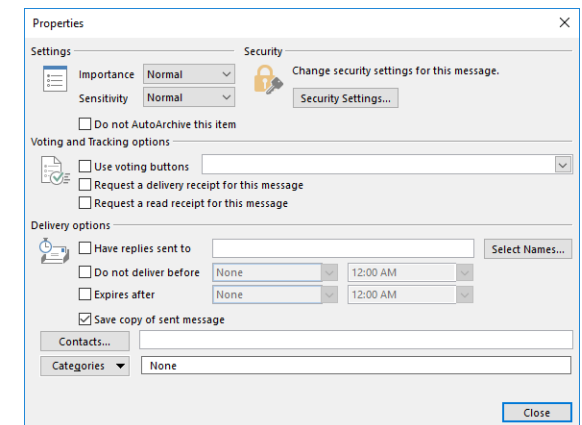 Properties
Settings Security
Importance Normal Change security settings for this message.
Sensitivity Normal Security Settings...
Do not AutoArchive this item
Voting and Tracking options
Use voting buttons
Request a delivery receipt for this message
Request a read receipt for this message
Delivery options
Have replies sent to Select Names...
Do not deliver before None 12:00 AM
Expires after None 12:00 AM
Save copy of sent message
Contacts...
Categories None
Close